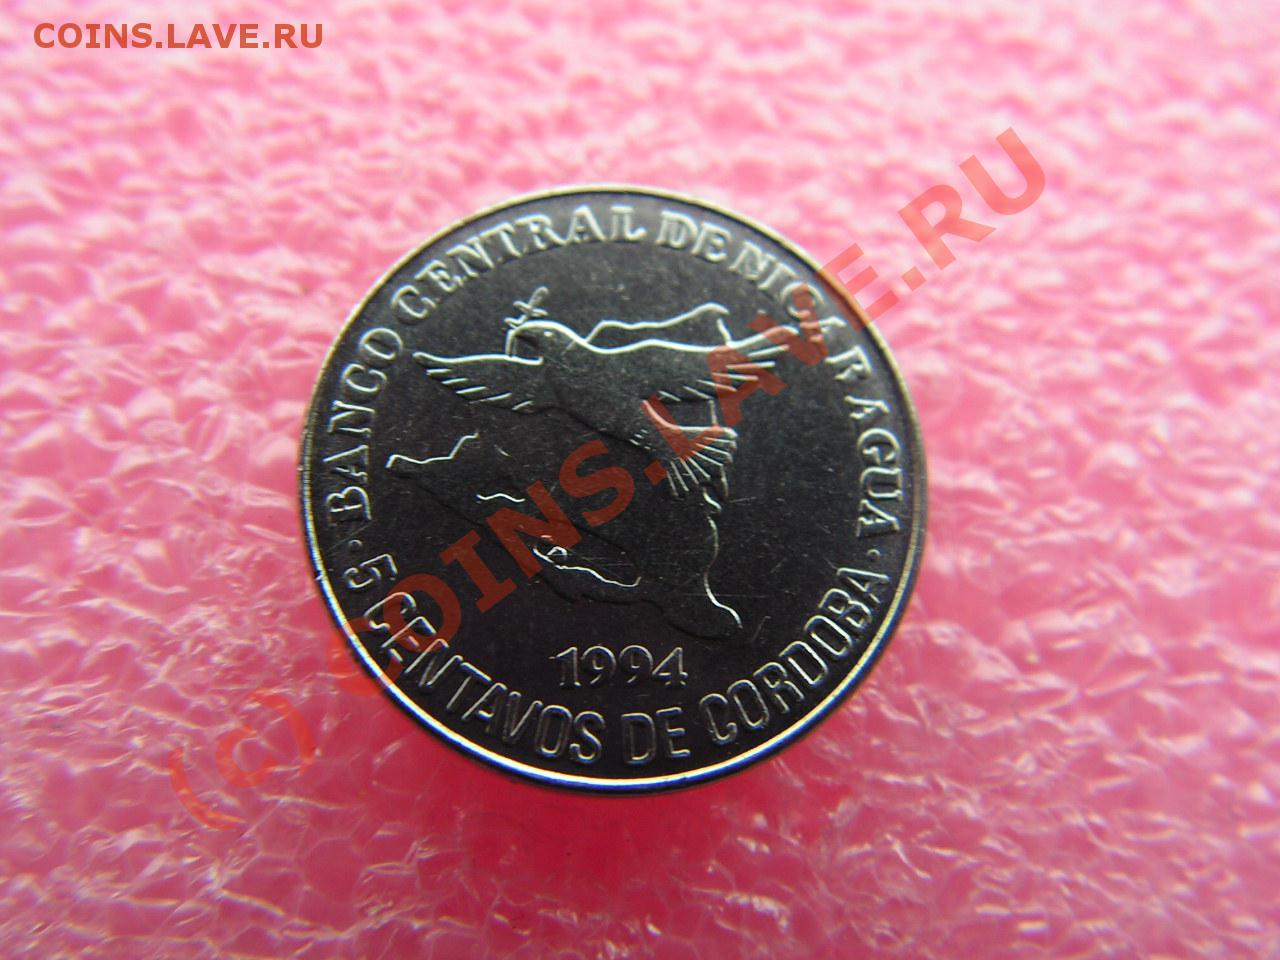 COINS.LAVE.RU
BANCO CENTRAL DE NICARAGUA
1994
5 CENTAVOS DE CORDOBA
(c) COINS.LAVE.RU